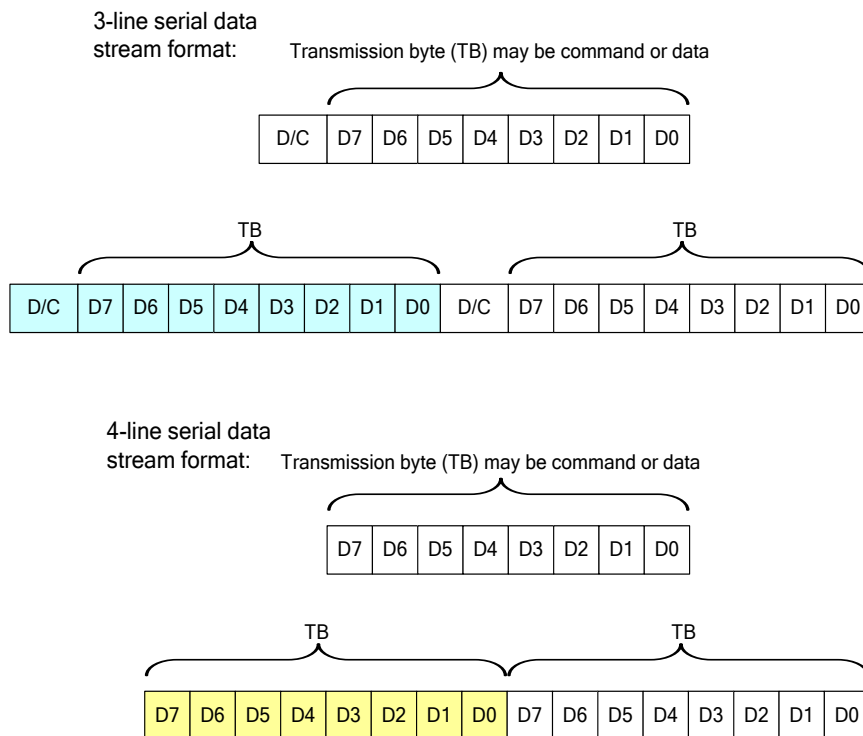 3-line serial data
stream format:
Transmission byte (TB) may be command or data
D/C D7 D6 D5 D4 D3 D2 D1 D0
TB TB
D/C D7 D6 D5 D4 D3 D2 D1 D0 D/C D7 D6 D5 D4 D3 D2 D1 D0
4-line serial data
stream format:
Transmission byte (TB) may be command or data
D7 D6 D5 D4 D3 D2 D1 D0
TB TB
D7 D6 D5 D4 D3 D2 D1 D0 D7 D6 D5 D4 D3 D2 D1 D0